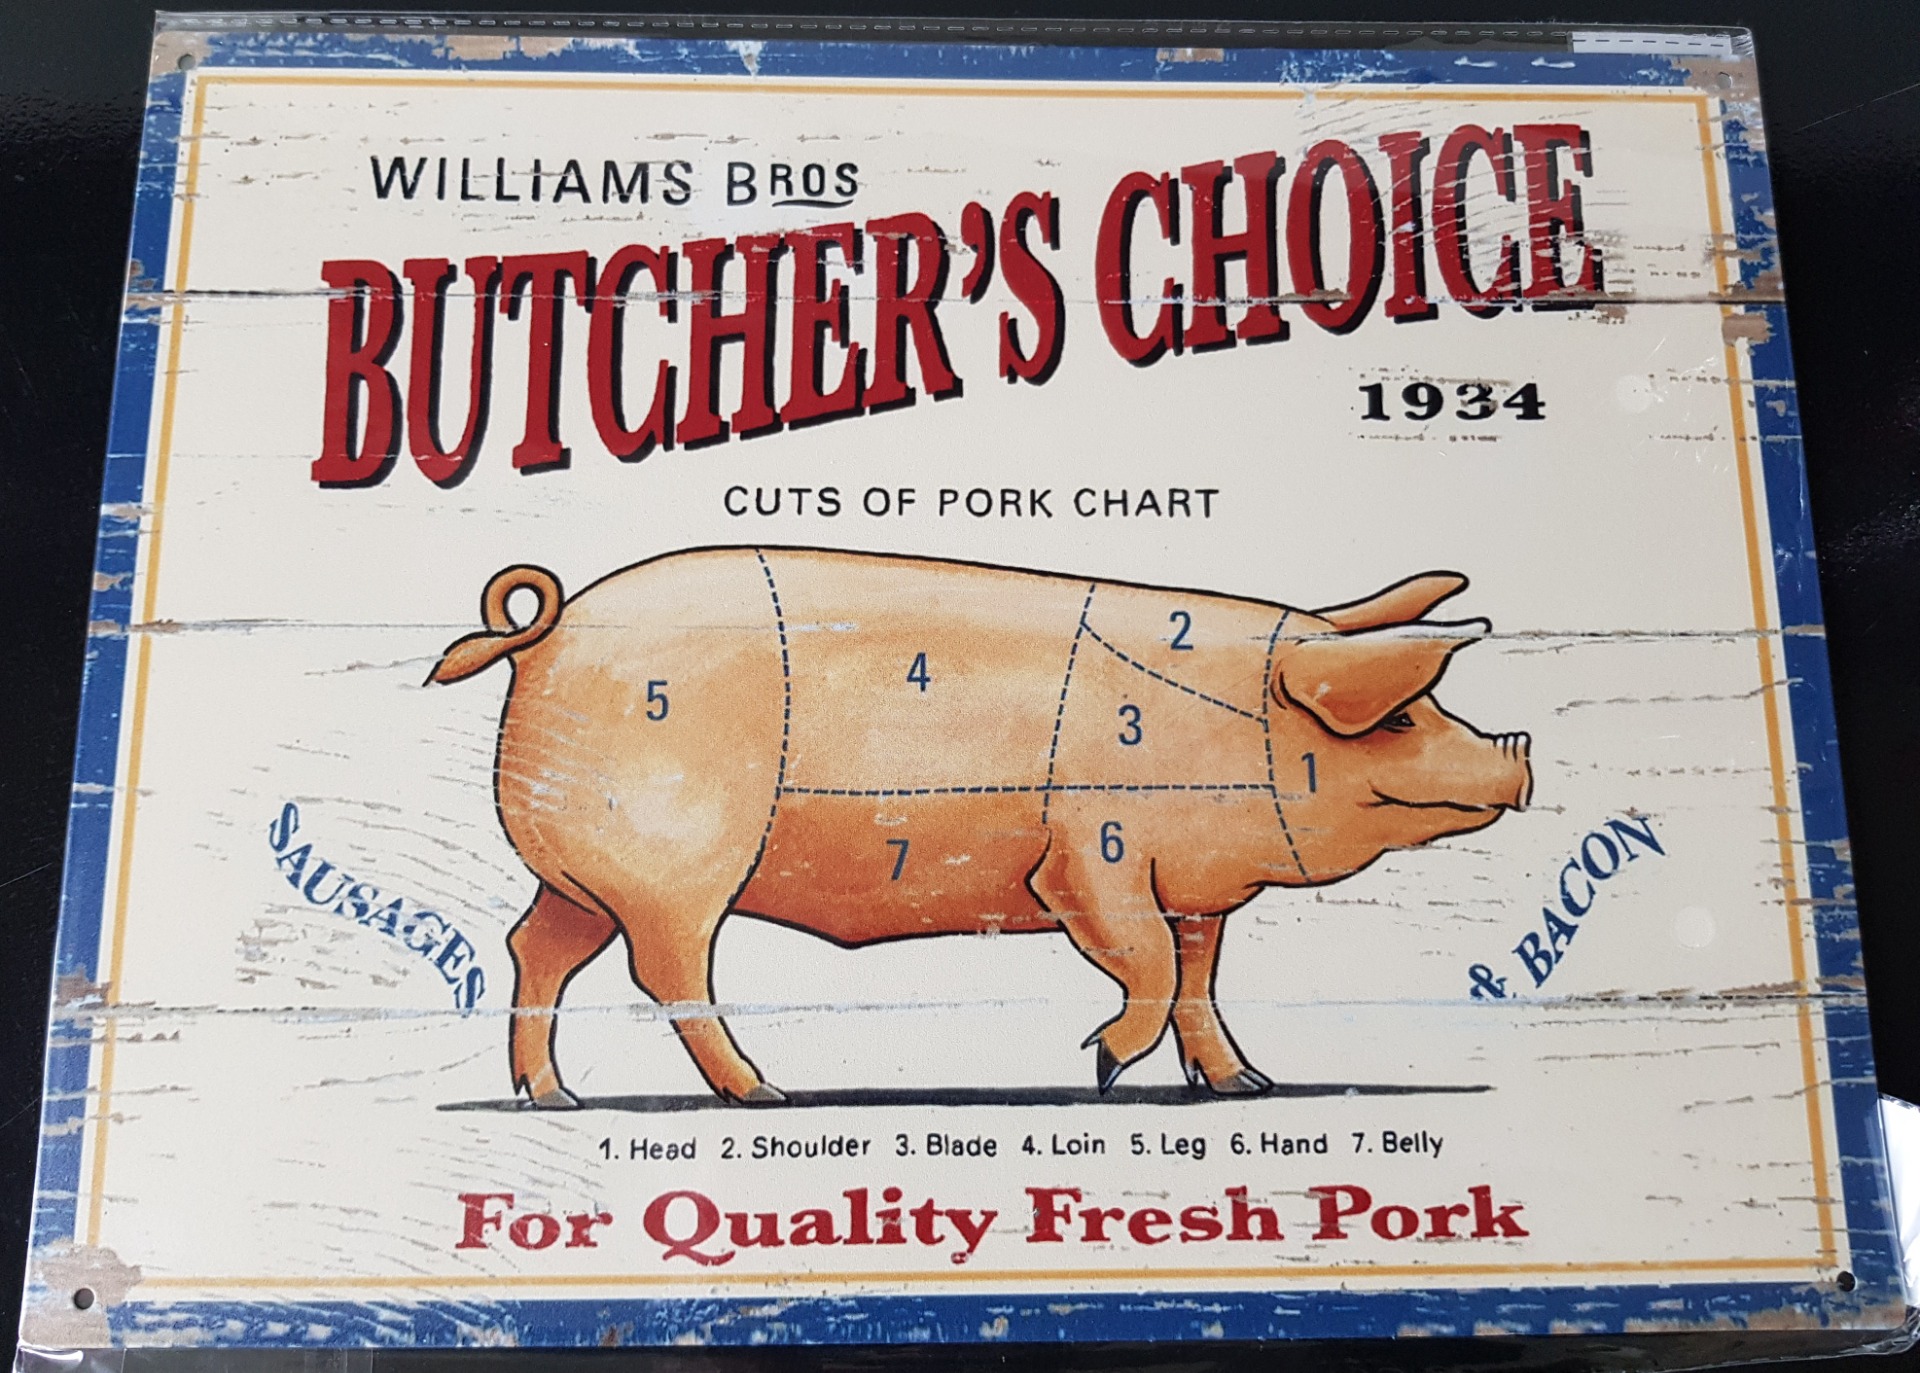 WILLIAMS BROS
BUTCHER'S CHOICE
1934
CUTS OF PORK CHART
2
4
5
3
1
6
7
SAUSAGES
& BACON
1. Head 2. Shoulder 3. Blade 4. Loin 5. Leg 6. Hand 7. Belly
For Quality Fresh Pork